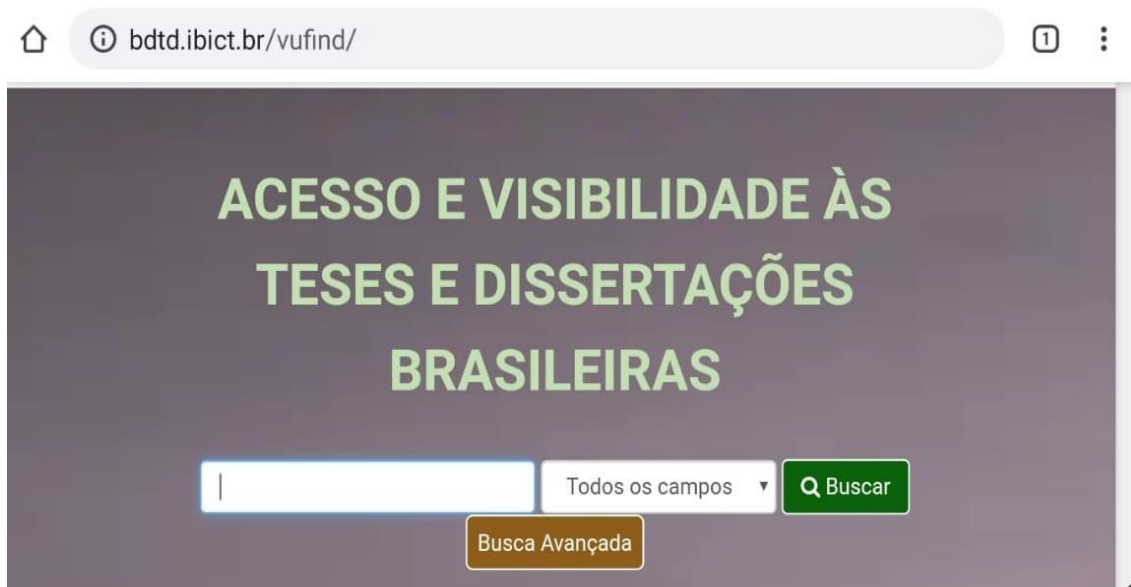 bdtd.ibict.br/vufind/ 1
ACESSO E VISIBILIDADE ÀS
TESES E DISSERTAÇÕES
BRASILEIRAS
Todos os campos Buscar
Busca Avançada